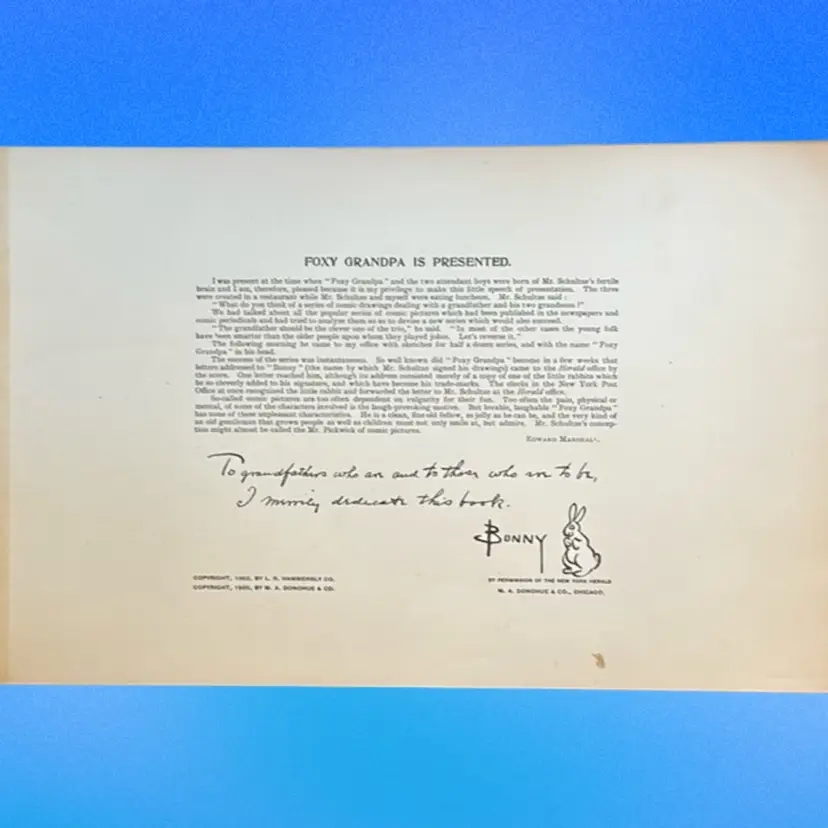 FOXY GRANDPA IS PRESENTED.
I was present at the time when "Foxy Grandpa" and the two attendant boys were born of Mr. Schultze's fertile
brain and I am, therefore, pleased because it is my privilege to make this little speech of presentation. The three
were created in a restaurant while Mr. Schultze and myself were eating luncheon. Mr. Schultze said:
"What do you think of a series of comic drawings dealing with a grandfather and his two grandsons?"
We had talked about all the popular series of comic pictures which had been published in the newspapers and
comic periodicals and had tried to analyze them so as to devise a new series which would also succeed.
"The grandfather should be the clever one of the trio," he said. "In most of the other cases the young folk
have been smarter than the older people upon whom they played jokes. Let's reverse it."
The following morning he came to my office with sketches for half a dozen series, and with the name "Foxy
Grandpa" in his head.
The success of the series was instantaneous. So well known did "Foxy Grandpa" become in a few weeks that
letters addressed to "Bunny" (the name by which Mr. Schultze signed his drawings) came to the Herald office by
the score. One letter reached him, although its address consisted merely of a copy of one of the little rabbits which
he so cleverly added to his signature, and which have become his trade-marks. The clerks in the New York Post
Office at once recognized the little rabbit and forwarded the letter to Mr. Schultze at the Herald office.
So-called comic pictures are too often dependent on vulgarity for their fun. Too often the pain, physical or
mental, of some of the characters involved is the laugh-provoking motive. But lovable, laughable "Foxy Grandpa"
has none of these unpleasant characteristics. He is a clean, fine old fellow, as jolly as can be, and the very kind of
an old gentleman that grown people as well as children must not only smile at, but admire. Mr. Schultze's concep-
tion might almost be called the Mr. Pickwick of comic pictures.
EDWARD MARSHALL.
To grandfathers who are and to those who are to be,
I merrily dedicate this book.
BUNNY
COPYRIGHT, 1902, BY L. R. HAMMERSLY CO.
COPYRIGHT, 1905, BY M. A. DONOHUE & CO.
BY PERMISSION OF THE NEW YORK HERALD
M. A. DONOHUE & CO., CHICAGO.